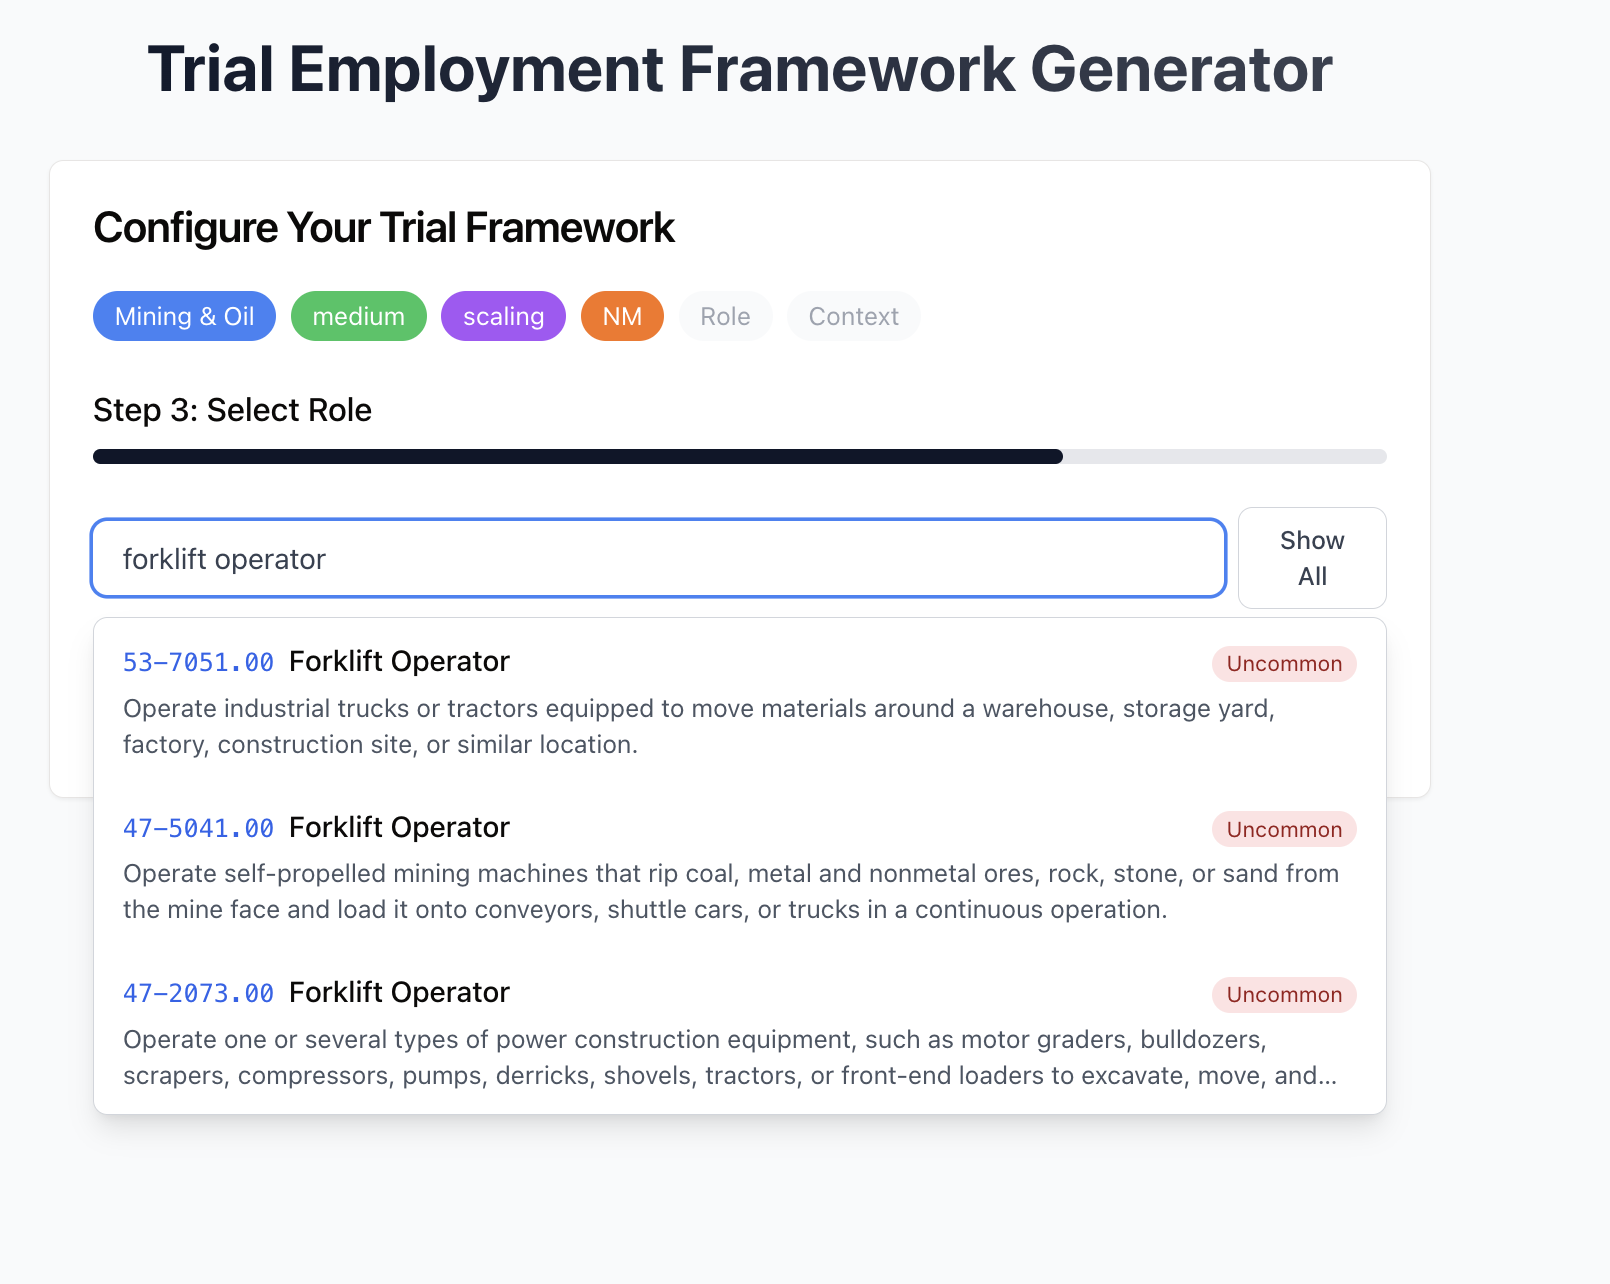 Trial Employment Framework Generator
Configure Your Trial Framework
Mining & Oil medium scaling NM Role Context
Step 3: Select Role
forklift operator
Show
All
53-7051.00 Forklift Operator Uncommon
Operate industrial trucks or tractors equipped to move materials around a warehouse, storage yard,
factory, construction site, or similar location.
47-5041.00 Forklift Operator Uncommon
Operate self-propelled mining machines that rip coal, metal and nonmetal ores, rock, stone, or sand from
the mine face and load it onto conveyors, shuttle cars, or trucks in a continuous operation.
47-2073.00 Forklift Operator Uncommon
Operate one or several types of power construction equipment, such as motor graders, bulldozers,
scrapers, compressors, pumps, derricks, shovels, tractors, or front-end loaders to excavate, move, and...